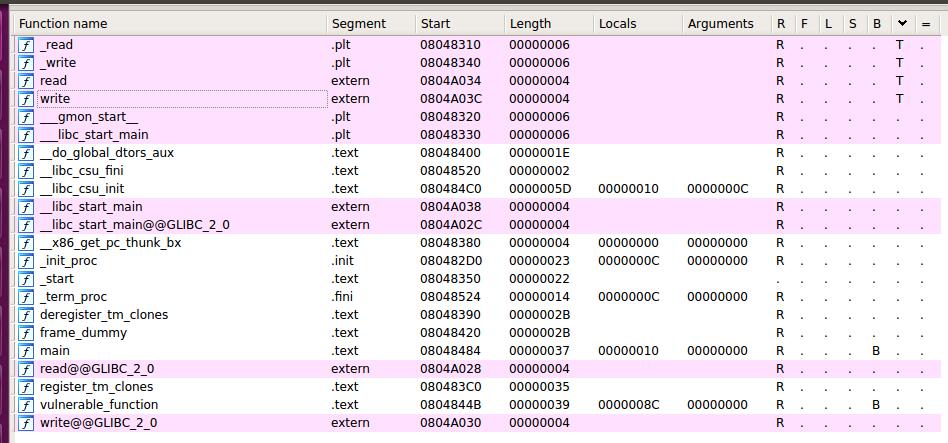 Function name Segment Start Length Locals Arguments R F L S B T =
_read .plt 08048310 00000006 R . . . . T .
_write .plt 08048340 00000006 R . . . . T .
read extern 0804A034 00000004 R . . . . T .
write extern 0804A03C 00000004 R . . . . T .
___gmon_start__ .plt 08048320 00000006 R . . . . . .
___libc_start_main .plt 08048330 00000006 R . . . . . .
__do_global_dtors_aux .text 08048400 0000001E R . . . . . .
__libc_csu_fini .text 08048520 00000002 R . . . . . .
__libc_csu_init .text 080484C0 0000005D 00000010 0000000C R . . . . . .
__libc_start_main extern 0804A038 00000004 R . . . . . .
__libc_start_main@@GLIBC_2_0 extern 0804A02C 00000004 R . . . . . .
__x86_get_pc_thunk_bx .text 08048380 00000004 00000000 00000000 R . . . . . .
_init_proc .init 080482D0 00000023 0000000C 00000000 R . . . . . .
_start .text 08048350 00000022 . . . . . . .
_term_proc .fini 08048524 00000014 0000000C 00000000 R . . . . . .
deregister_tm_clones .text 08048390 0000002B R . . . . . .
frame_dummy .text 08048420 0000002B R . . . . . .
main .text 08048484 00000037 00000010 00000000 R . . . B . .
read@@GLIBC_2_0 extern 0804A028 00000004 R . . . . . .
register_tm_clones .text 080483C0 00000035 R . . . . . .
vulnerable_function .text 0804844B 00000039 0000008C 00000000 R . . . B . .
write@@GLIBC_2_0 extern 0804A030 00000004 R . . . . . .